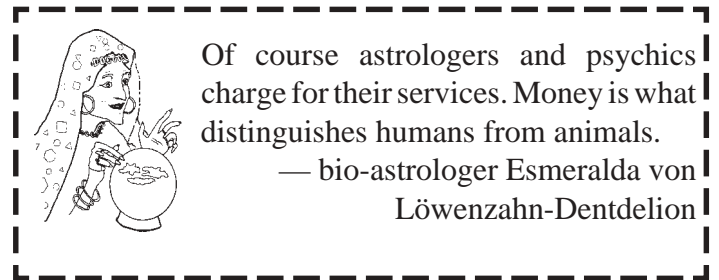 Of course astrologers and psychics
charge for their services. Money is what
distinguishes humans from animals.
— bio-astrologer Esmeralda von
Löwenzahn-Dentdelion